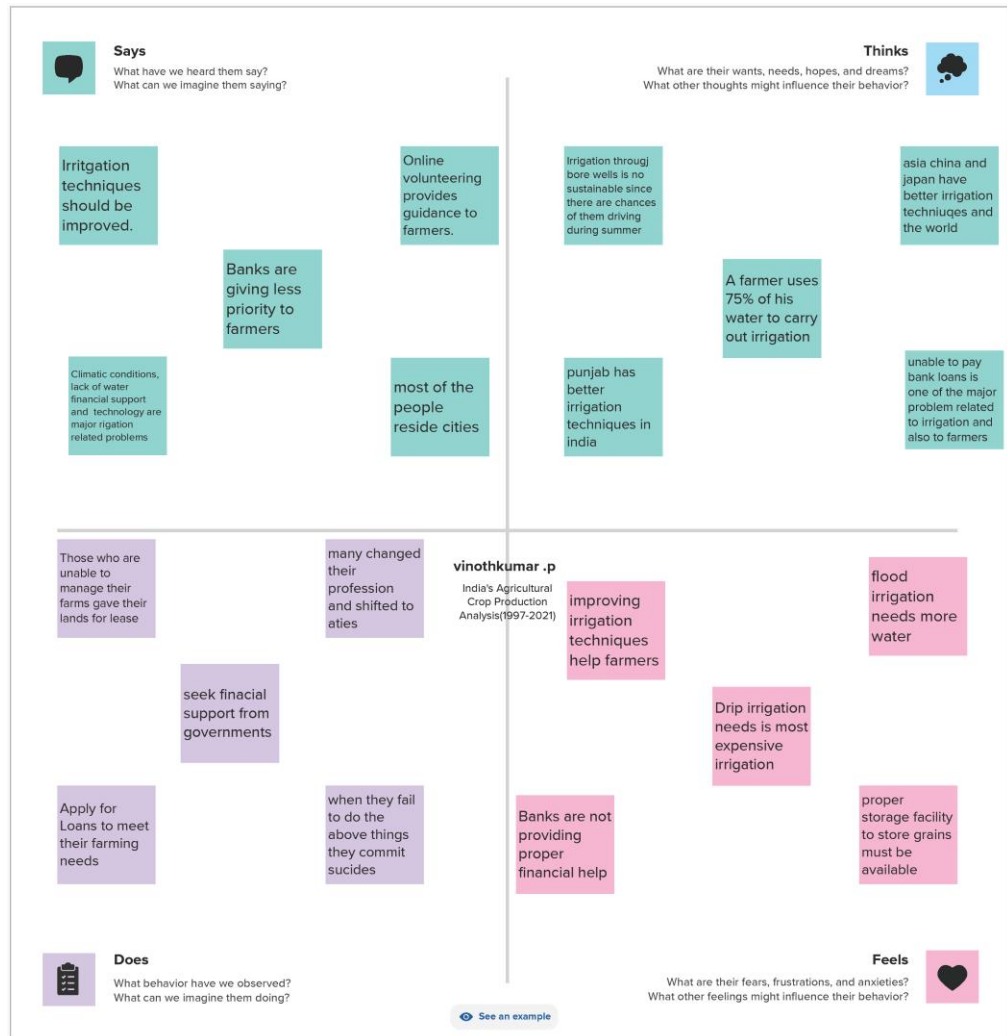 Says
What have we heard them say?
What can we imagine them saying?
Thinks
What are their wants, needs, hopes, and dreams?
What other thoughts might influence their behavior?
Irritgation
techniques
should be
improved.
Online
volunteering
provides
guidance to
farmers.
Banks are
giving less
priority to
farmers
Climatic conditions,
lack of water
financial support
and technology are
major rigation
related problems
most of the
people
reside cities
Irrigation througj
bore wells is no
sustainable since
there are chances
of them driving
during summer
asia china and
japan have
better irrigation
techniuqes and
the world
A farmer uses
75% of his
water to carry
out irrigation
punjab has
better
irrigation
techniques in
india
unable to pay
bank loans is
one of the major
problem related
to irrigation and
also to farmers
Those who are
unable to
manage their
farms gave their
lands for lease
many changed
their
profession
and shifted to
aties
seek finacial
support from
governments
Apply for
Loans to meet
their farming
needs
when they fail
to do the
above things
they commit
sucides
vinothkumar .p
India's Agricultural
Crop Production
Analysis(1997-2021)
improving
irrigation
techniques
help farmers
flood
irrigation
needs more
water
Drip irrigation
needs is most
expensive
irrigation
Banks are not
providing
proper
financial help
proper
storage facility
to store grains
must be
available
Does
What behavior have we observed?
What can we imagine them doing?
Feels
What are their fears, frustrations, and anxieties?
What other feelings might influence their behavior?
See an example